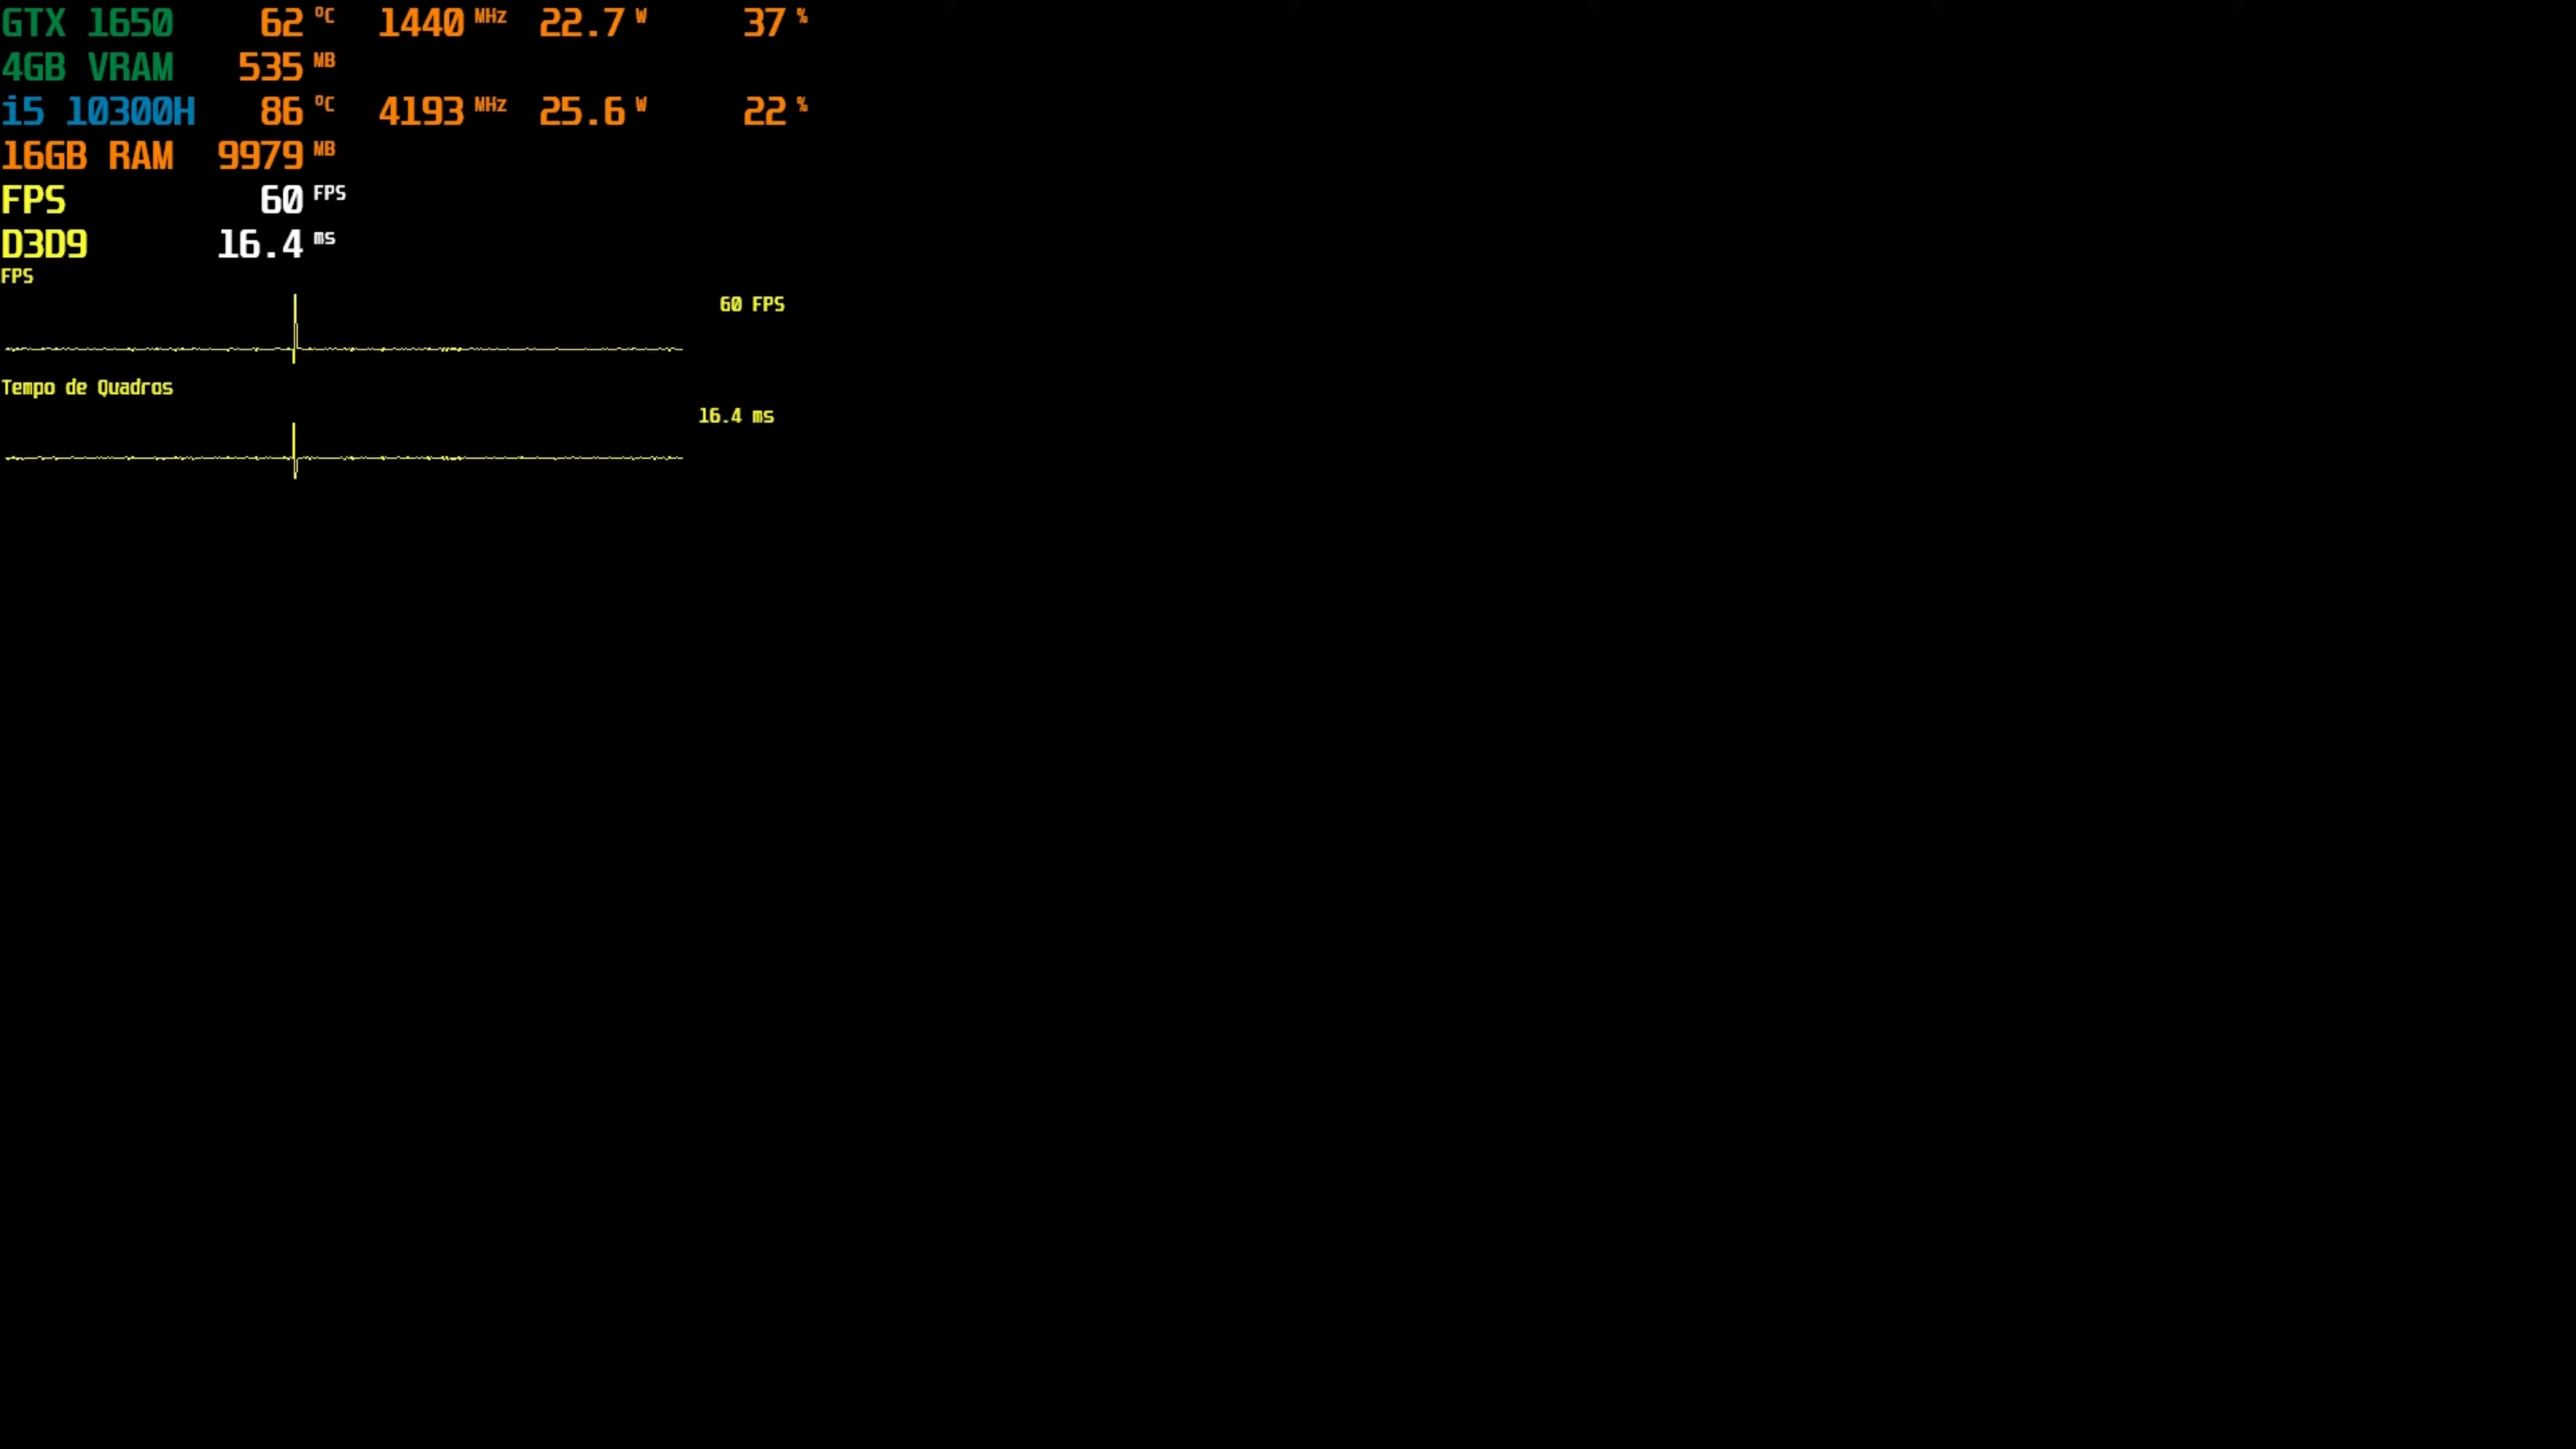 GTX 1650 62 °C 1440 MHz 22.7 W 37 %
4GB VRAM 535 MB
i5 10300H 86 °C 4193 MHz 25.6 W 22 %
16GB RAM 9979 MB
FPS 60 FPS
D3D9 16.4 ms
FPS
60 FPS
Tempo de Quadros
16.4 ms